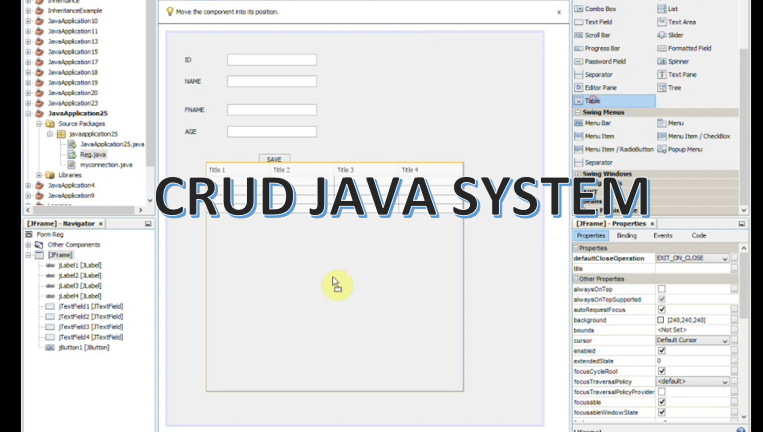 Inheritance
InheritanceExample
JavaApplication10
JavaApplication11
JavaApplication13
JavaApplication15
JavaApplication17
JavaApplication18
JavaApplication19
JavaApplication20
JavaApplication23
JavaApplication25
Source Packages
javaapplication25
JavaApplication25.java
Reg.java
myconnection.java
Libraries
JavaApplication4
JavaApplication9
[JFrame] - Navigator ×
Form Reg
Other Components
[JFrame]
jLabel1 [JLabel]
jLabel2 [JLabel]
jLabel3 [JLabel]
jLabel4 [JLabel]
jTextField1 [JTextField]
jTextField2 [JTextField]
jTextField3 [JTextField]
jTextField4 [JTextField]
jButton1 [JButton]
Move the component into its position. x
ID
NAME
FNAME
AGE
SAVE
Title 1 Title 2 Title 3 Title 4
CRUD JAVA SYSTEM
Combo Box List
Text Field Text Area
Scroll Bar Slider
Progress Bar Formatted Field
Password Field Spinner
Separator Text Pane
Editor Pane Tree
Table
Swing Menus
Menu Bar Menu
Menu Item Menu Item / CheckBox
Menu Item / RadioButton Popup Menu
Separator
Swing Windows
[JFrame] - Properties ×
Properties Binding Events Code
Properties
defaultCloseOperation EXIT_ON_CLOSE
title
Other Properties
alwaysOnTop
alwaysOnTopSupported
autoRequestFocus
background [240,240,240]
bounds <Not Set>
cursor Default Cursor
enabled
extendedState 0
focusCycleRoot
focusTraversalPolicy <default>
focusTraversalPolicyProvider
focusable
focusableWindowState